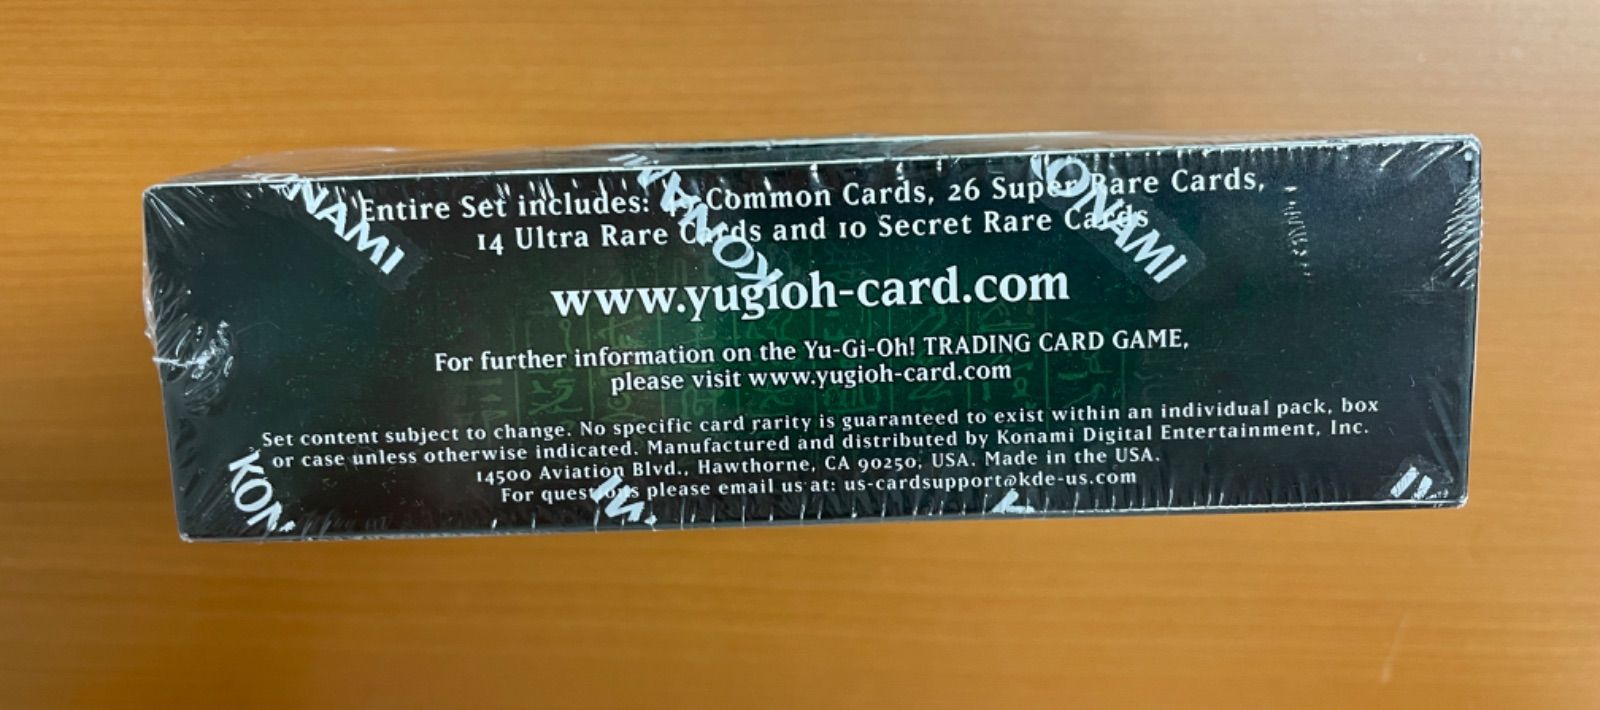 Entire Set includes: Common Cards, 26 Super Rare Cards,
14 Ultra Rare Cards and 10 Secret Rare Cards
www.yugioh-card.com
For further information on the Yu-Gi-Oh! TRADING CARD GAME,
please visit www.yugioh-card.com
Set content subject to change. No specific card rarity is guaranteed to exist within an individual pack, box
or case unless otherwise indicated. Manufactured and distributed by Konami Digital Entertainment, Inc.
14500 Aviation Blvd., Hawthorne, CA 90250, USA. Made in the USA.
For questions please email us at: us-cardsupport@kde-us.com
KONAMI
KONAMI
KONAMI
KON